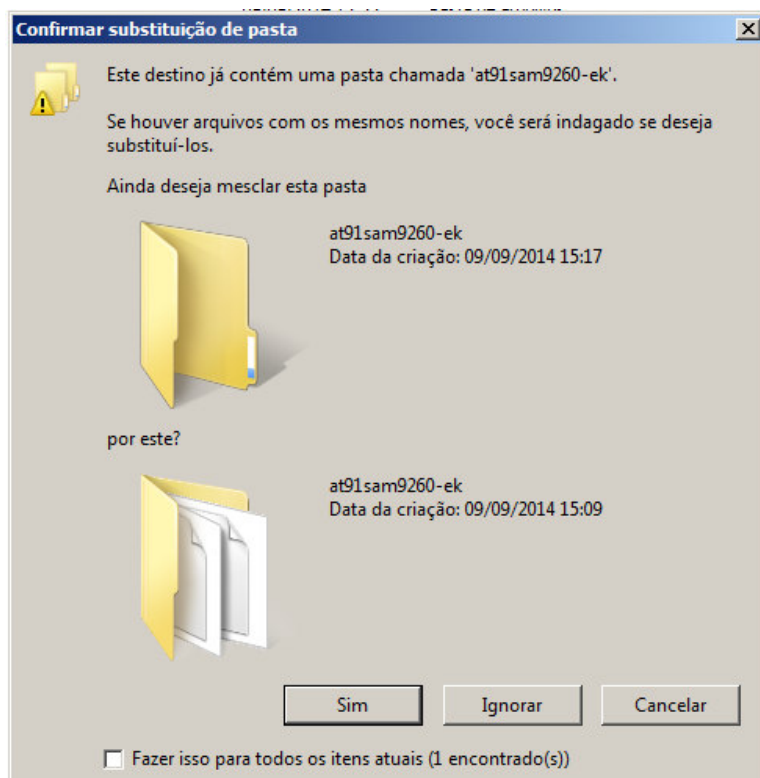 Confirmar substituição de pasta
Este destino já contém uma pasta chamada 'at91sam9260-ek'.
Se houver arquivos com os mesmos nomes, você será indagado se deseja
substituí-los.
Ainda deseja mesclar esta pasta
at91sam9260-ek
Data da criação: 09/09/2014 15:17
por este?
at91sam9260-ek
Data da criação: 09/09/2014 15:09
Sim
Ignorar
Cancelar
Fazer isso para todos os itens atuais (1 encontrado(s))